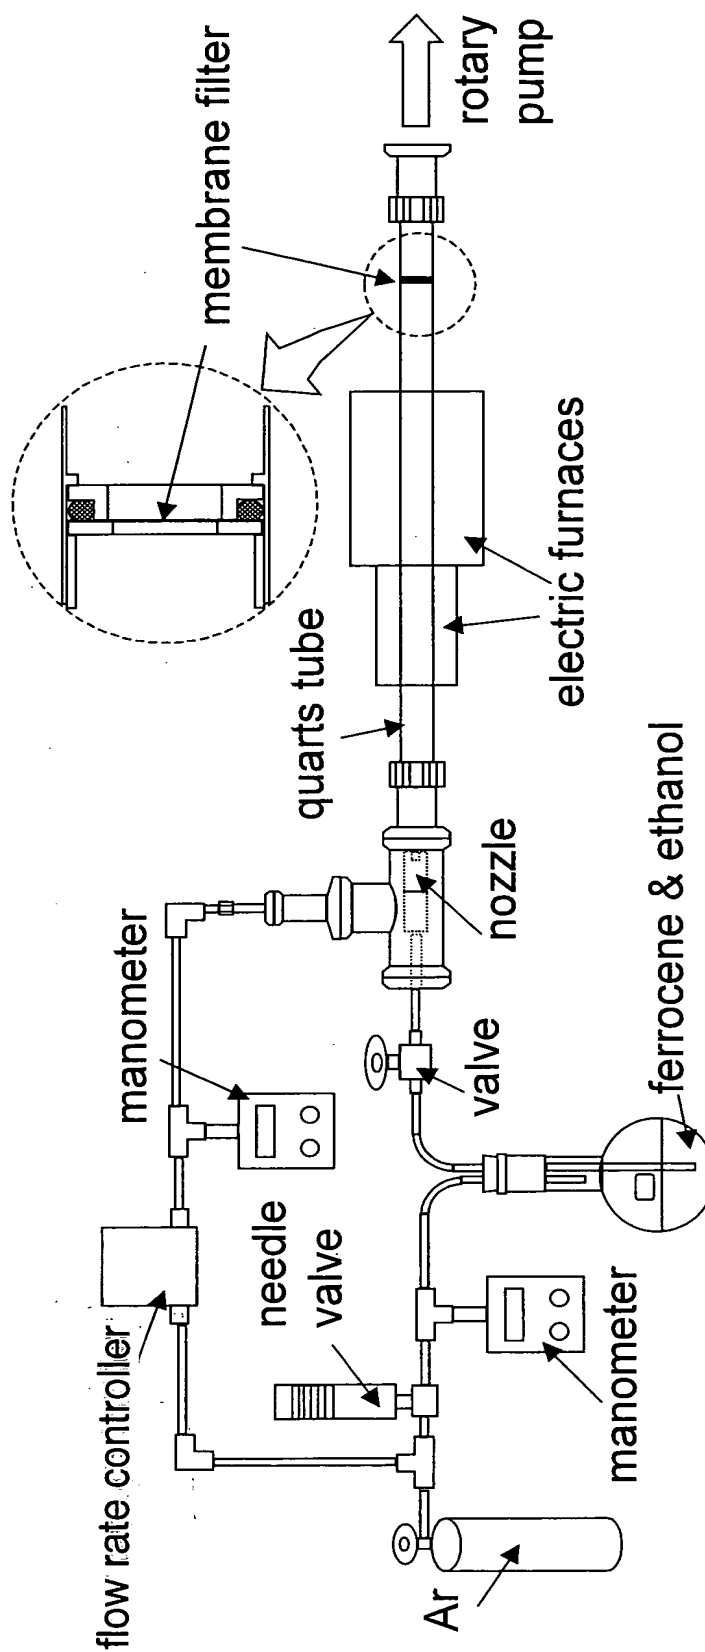 membrane filter
rotary
pump
quarts tube
electric furnaces
manometer
nozzle
flow rate controller
needle
valve
valve
ferrocene & ethanol
manometer
Ar